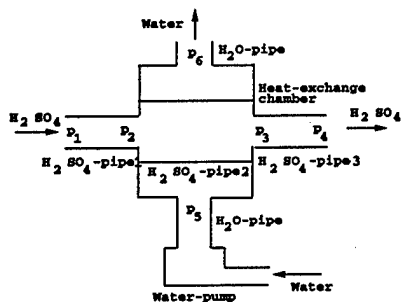 Water
H2O-pipe
P6
Heat-exchange
chamber
H2 SO4
H2 SO4
P1
P2
P3
P4
H2 SO4-pipe1
H2 SO4-pipe2
H2 SO4-pipe3
P5
H2O-pipe
Water
Water-pump